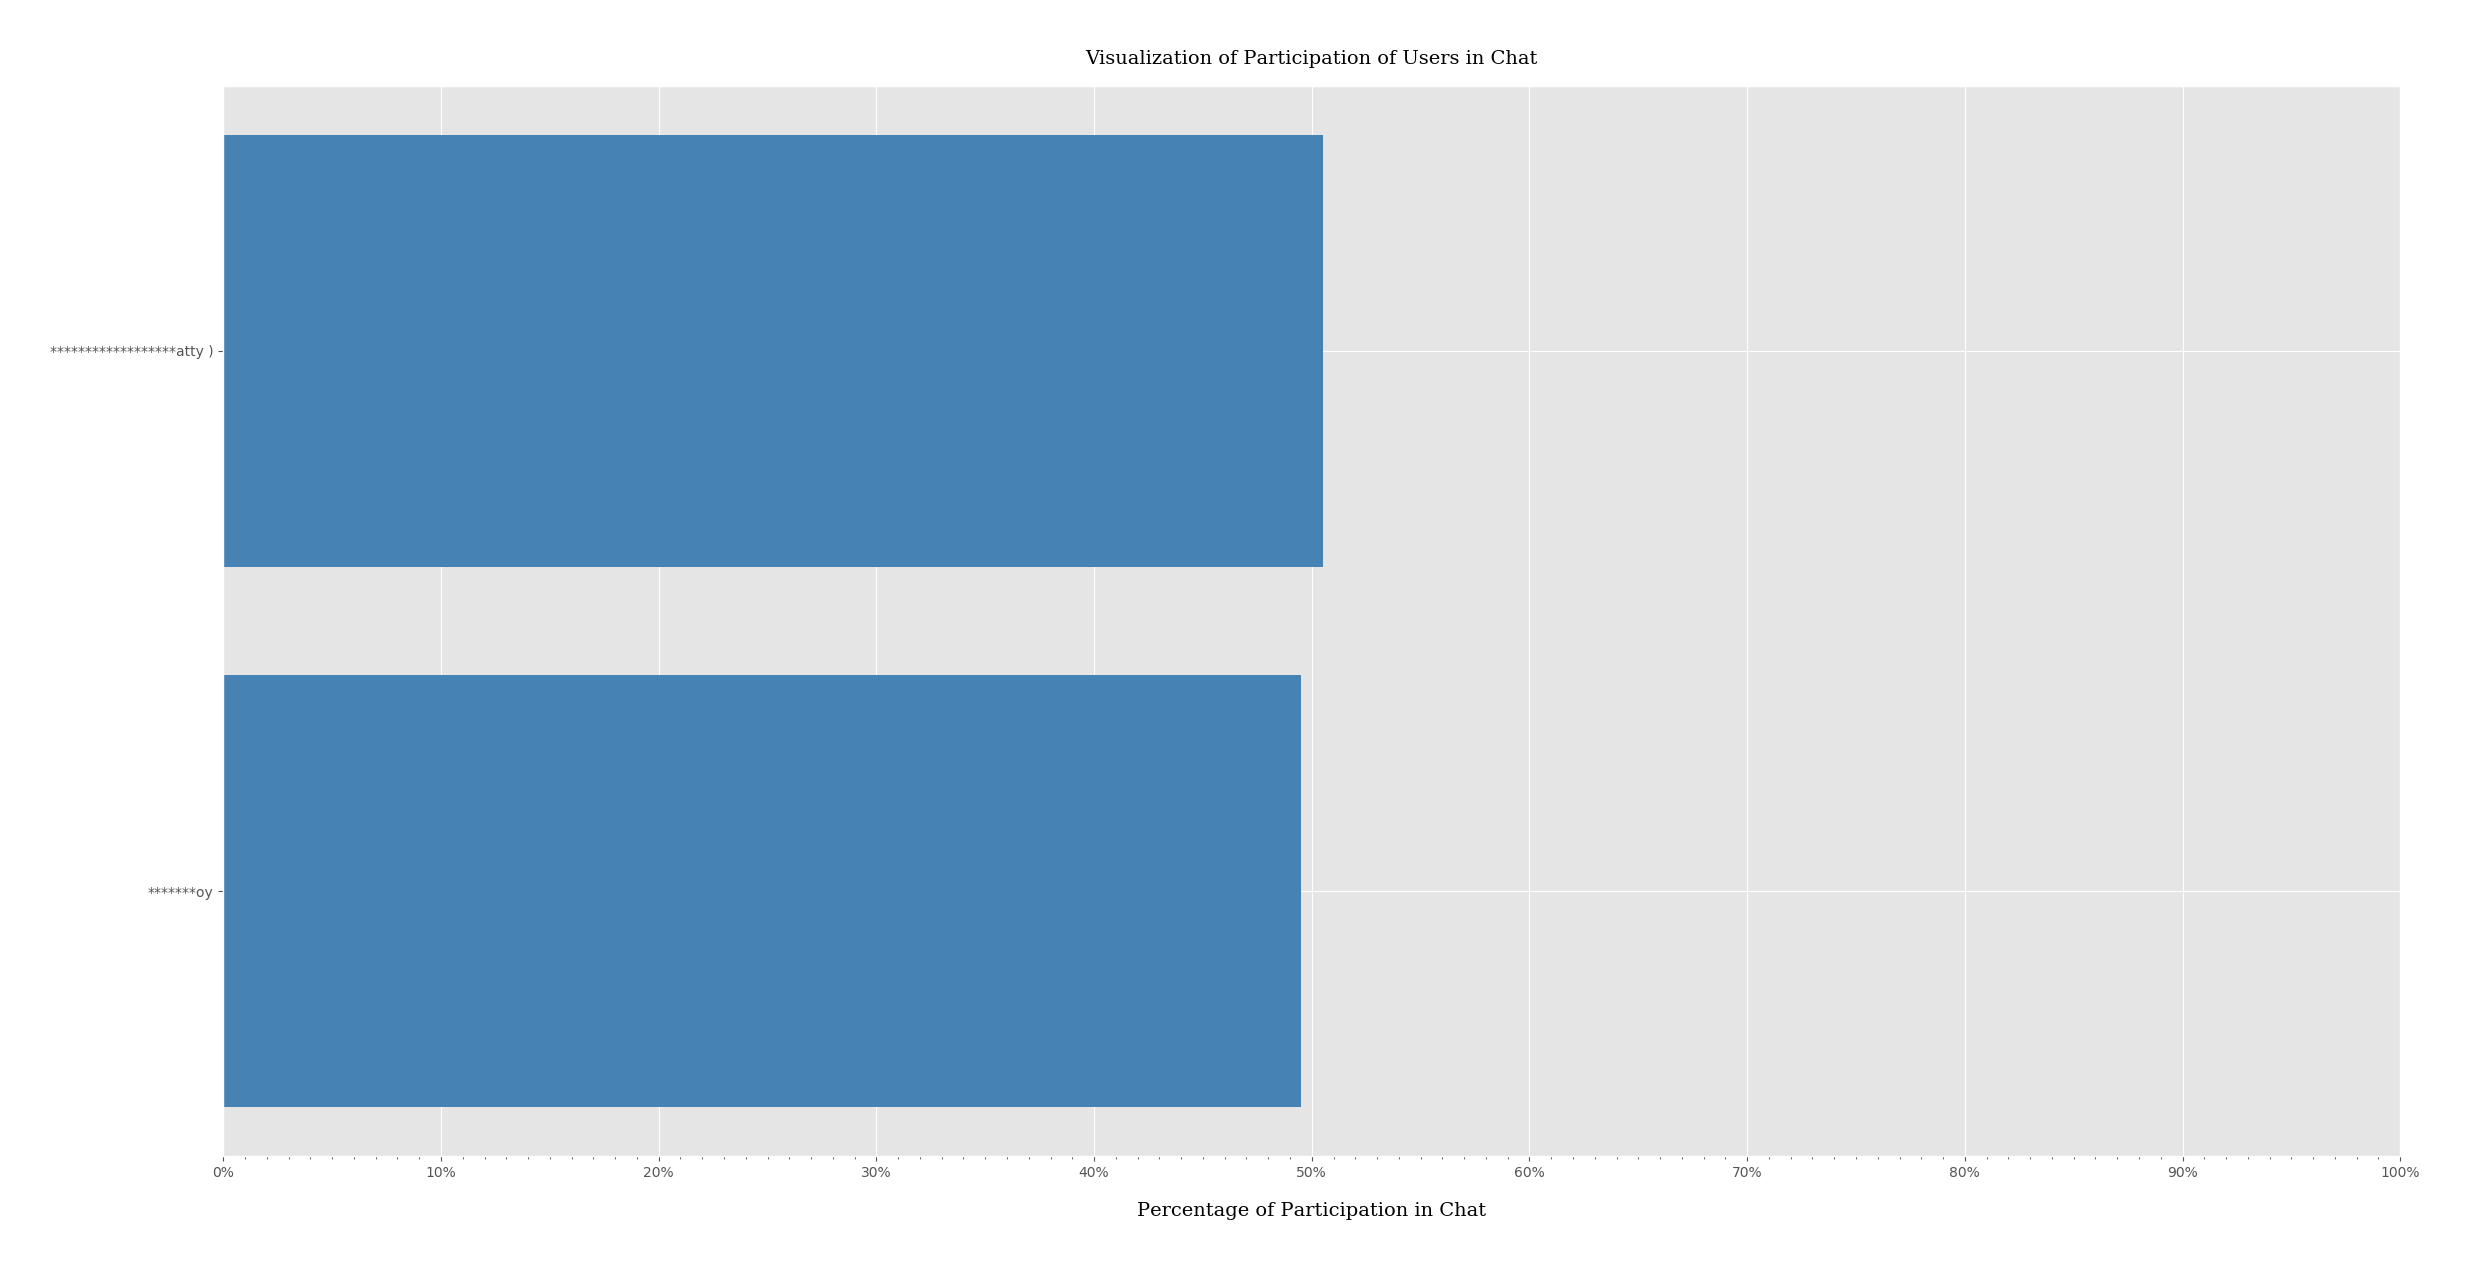 Visualization of Participation of Users in Chat
******************atty )
*******oy
0% 10% 20% 30% 40% 50% 60% 70% 80% 90% 100%
Percentage of Participation in Chat